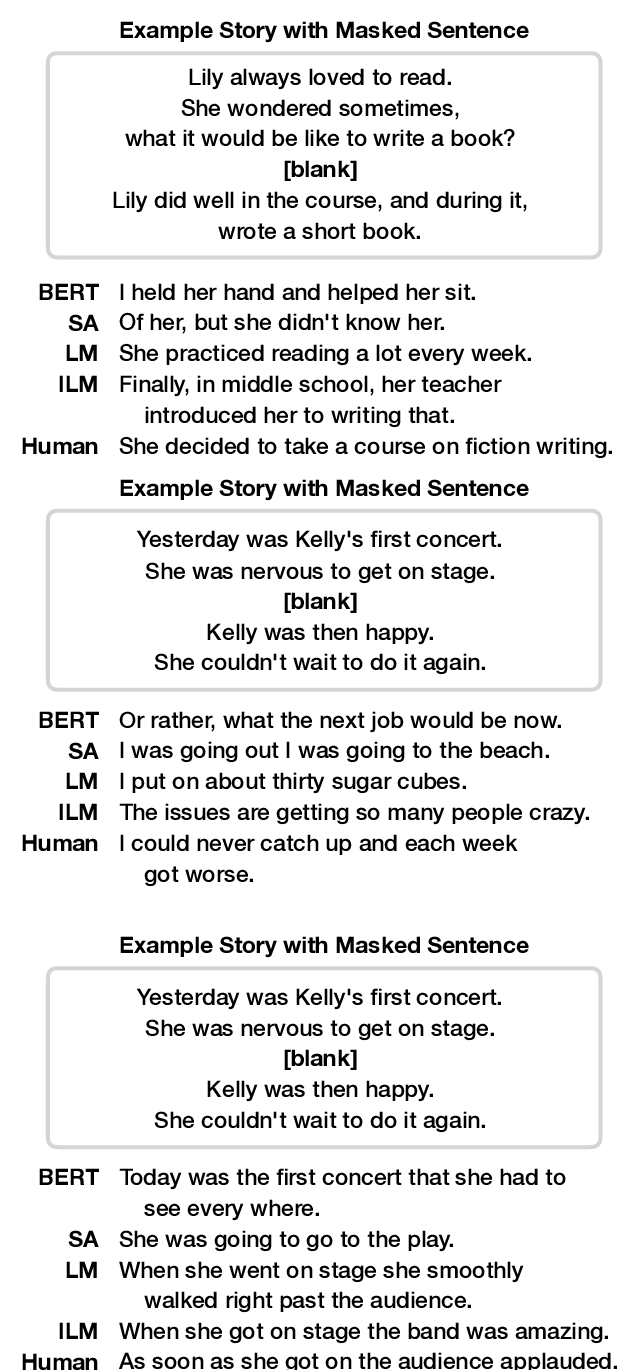 Example Story with Masked Sentence
Lily always loved to read.
She wondered sometimes,
what it would be like to write a book?
[blank]
Lily did well in the course, and during it,
wrote a short book.
BERT I held her hand and helped her sit.
SA Of her, but she didn't know her.
LM She practiced reading a lot every week.
ILM Finally, in middle school, her teacher
introduced her to writing that.
Human She decided to take a course on fiction writing.
Example Story with Masked Sentence
Yesterday was Kelly's first concert.
She was nervous to get on stage.
[blank]
Kelly was then happy.
She couldn't wait to do it again.
BERT Or rather, what the next job would be now.
SA I was going out I was going to the beach.
LM I put on about thirty sugar cubes.
ILM The issues are getting so many people crazy.
Human I could never catch up and each week
got worse.
Example Story with Masked Sentence
Yesterday was Kelly's first concert.
She was nervous to get on stage.
[blank]
Kelly was then happy.
She couldn't wait to do it again.
BERT Today was the first concert that she had to
see every where.
SA She was going to go to the play.
LM When she went on stage she smoothly
walked right past the audience.
ILM When she got on stage the band was amazing.
Human As soon as she got on the audience applauded.